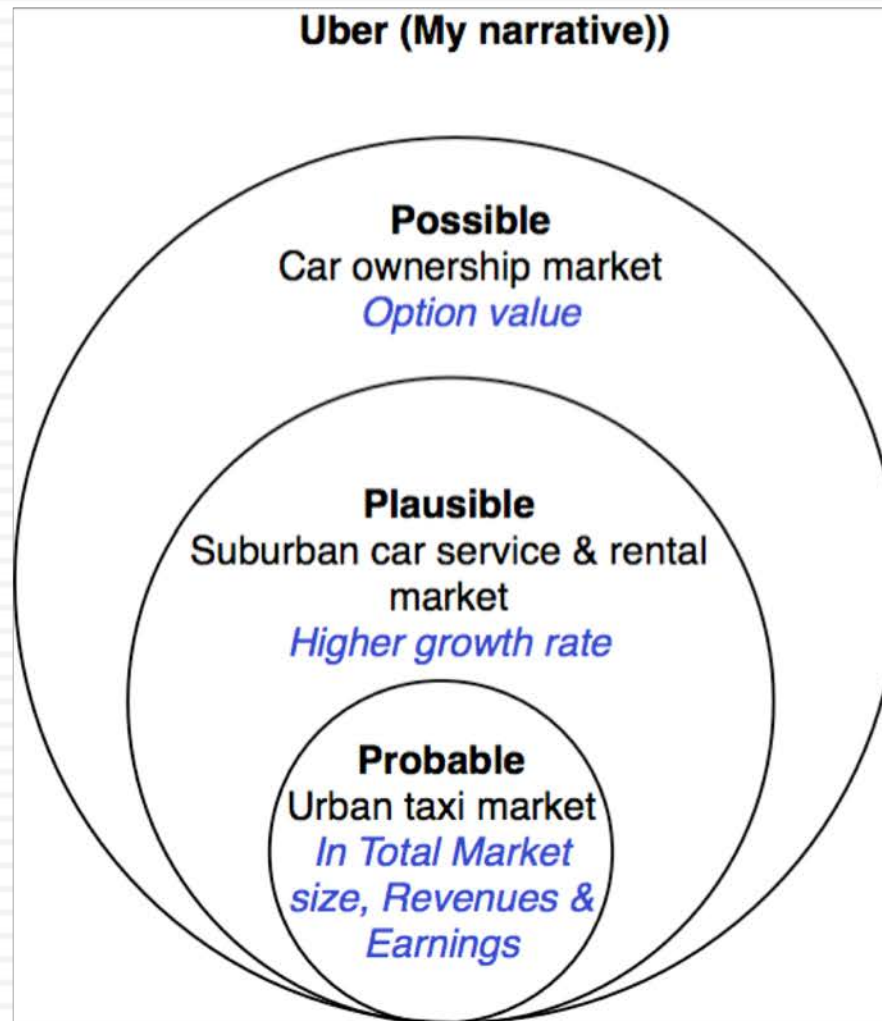 Uber (My narrative))
Possible
Car ownership market
Option value
Plausible
Suburban car service & rental
market
Higher growth rate
Probable
Urban taxi market
In Total Market
size, Revenues &
Earnings